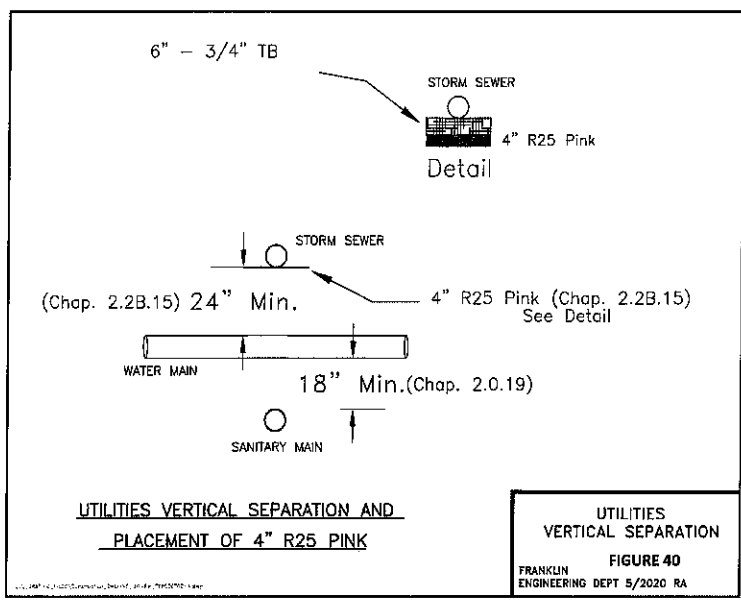 6" - 3/4" TB
STORM SEWER
4" R25 Pink
Detail
STORM SEWER
(Chap. 2.2B.15) 24" Min.
4" R25 Pink (Chap. 2.2B.15)
See Detail
WATER MAIN
18" Min.(Chap. 2.0.19)
SANITARY MAIN
UTILITIES VERTICAL SEPARATION AND
PLACEMENT OF 4" R25 PINK
UTILITIES
VERTICAL SEPARATION
FIGURE 40
FRANKLIN
ENGINEERING DEPT 5/2020 RA